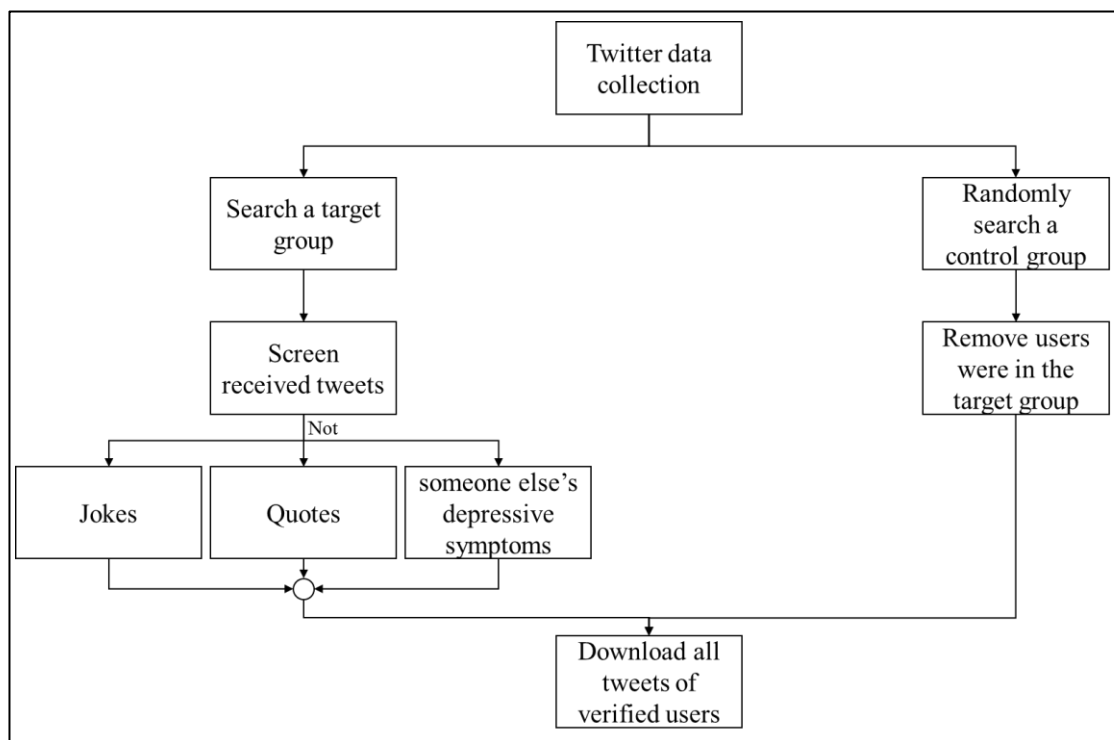 Twitter data
collection
Search a target
group
Randomly
search a
control group
Screen
received tweets
Remove users
were in the
target group
Not
Jokes
Quotes
someone else's
depressive
symptoms
Download all
tweets of
verified users